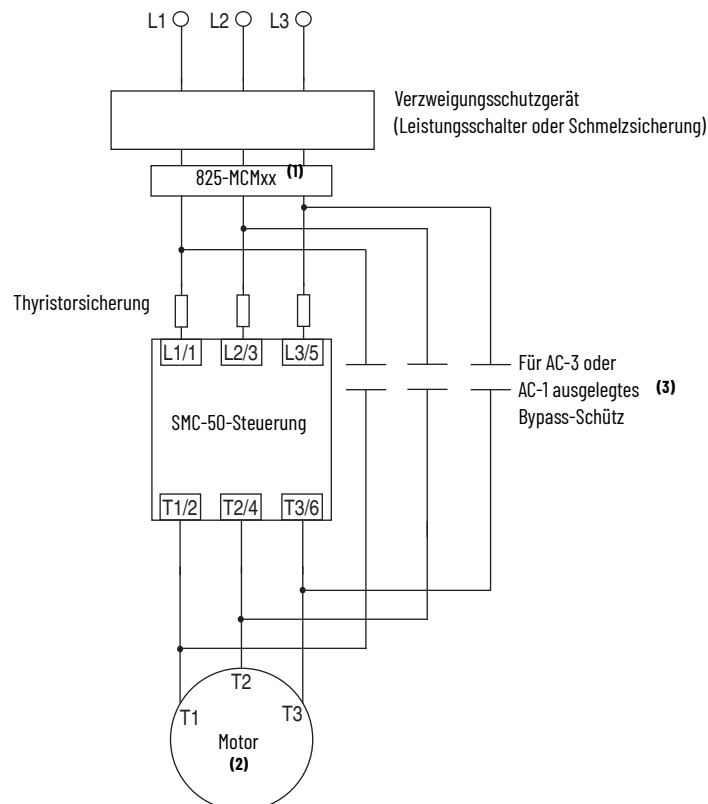 L1 L2 L3
Verzweigungsschutzgerät
(Leistungsschalter oder Schmelzsicherung)
825-MCMxx (1)
Thyristorsicherung
L1/1 L2/3 L3/5
Für AC-3 oder
AC-1 ausgelegtes (3)
Bypass-Schütz
SMC-50-Steuerung
T1/2 T2/4 T3/6
T2
T1 T3
Motor
(2)